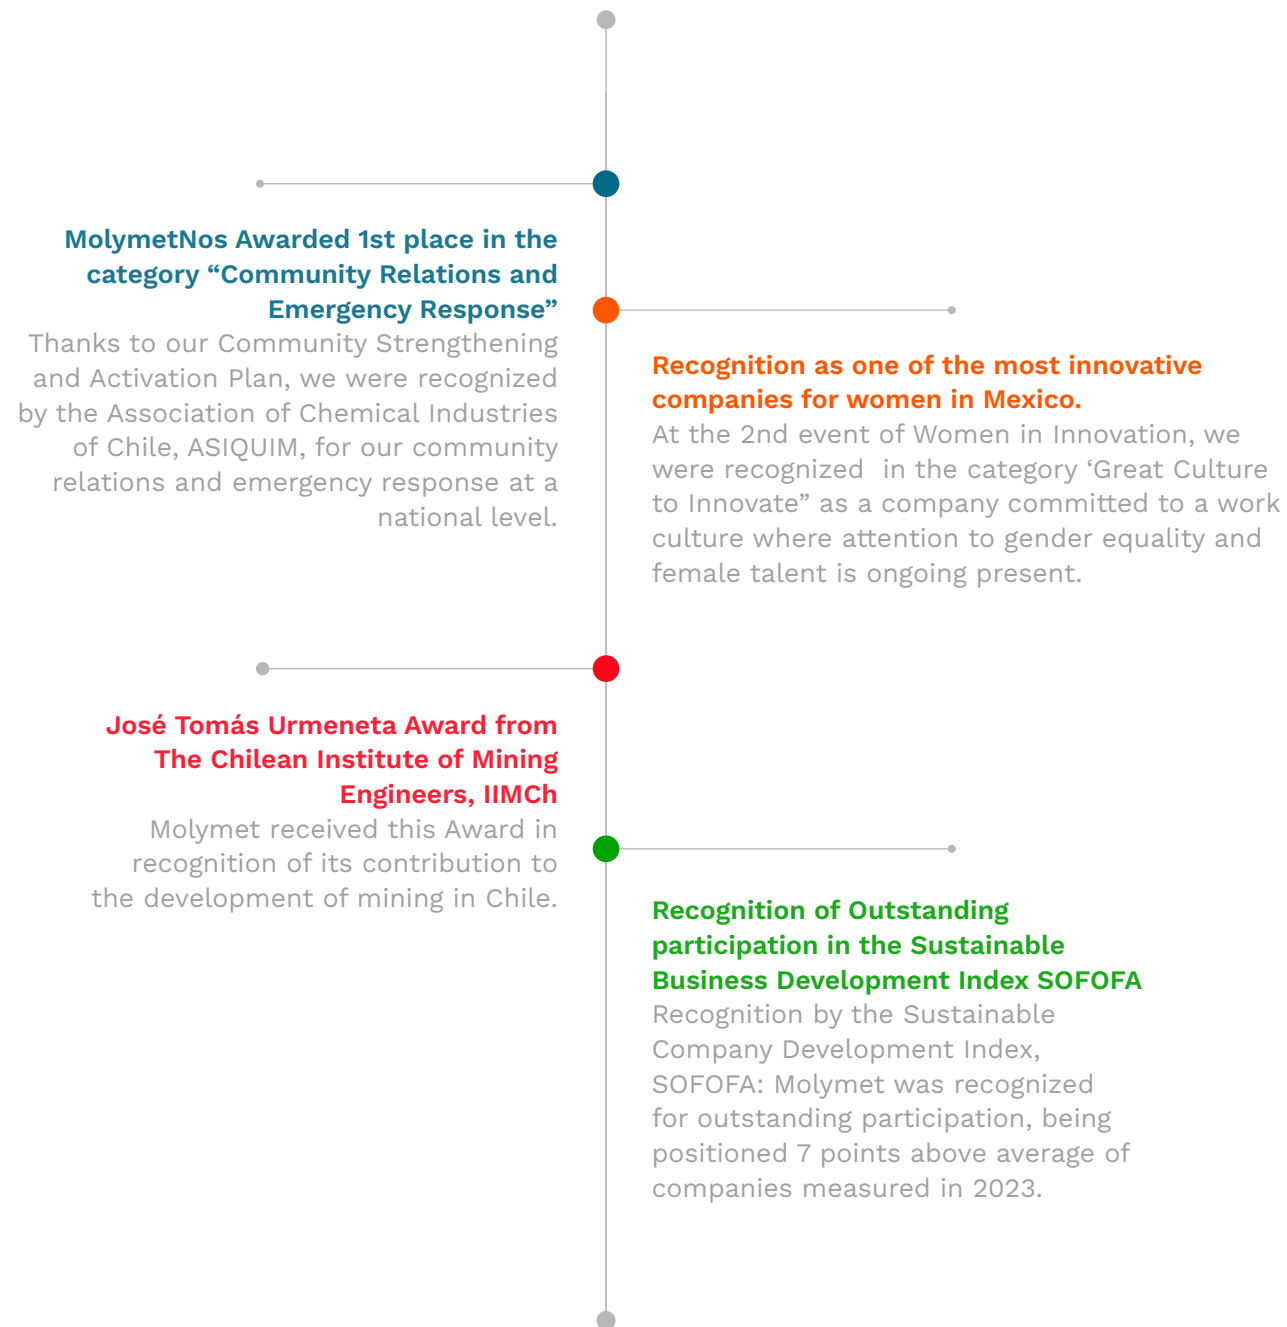 MolymetNos Awarded 1st place in the
category “Community Relations and
Emergency Response”
Thanks to our Community Strengthening
and Activation Plan, we were recognized
by the Association of Chemical Industries
of Chile, ASIQUIM, for our community
relations and emergency response at a
national level.
Recognition as one of the most innovative
companies for women in Mexico.
At the 2nd event of Women in Innovation, we
were recognized  in the category ‘Great Culture
to Innovate” as a company committed to a work
culture where attention to gender equality and
female talent is ongoing present.
José Tomás Urmeneta Award from
The Chilean Institute of Mining
Engineers, IIMCh
Molymet received this Award in
recognition of its contribution to
the development of mining in Chile.
Recognition of Outstanding
participation in the Sustainable
Business Development Index SOFOFA
Recognition by the Sustainable
Company Development Index,
SOFOFA: Molymet was recognized
for outstanding participation, being
positioned 7 points above average of
companies measured in 2023.